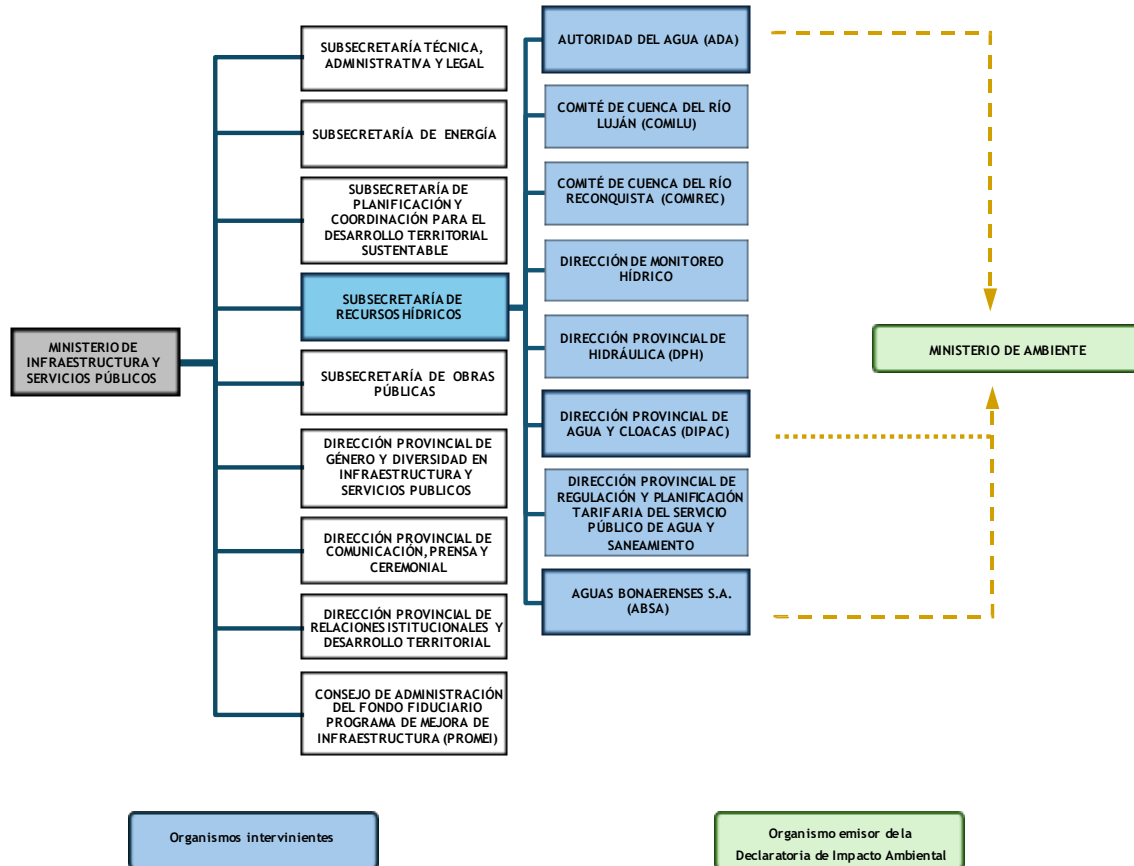 MINISTERIO DE
INFRAESTRUCTURA Y
SERVICIOS PÚBLICOS
SUBSECRETARÍA TÉCNICA,
ADMINISTRATIVA Y LEGAL
SUBSECRETARÍA DE ENERGÍA
SUBSECRETARÍA DE
PLANIFICACIÓN Y
COORDINACIÓN PARA EL
DESARROLLO TERRITORIAL
SUSTENTABLE
SUBSECRETARÍA DE
RECURSOS HÍDRICOS
SUBSECRETARÍA DE OBRAS
PÚBLICAS
DIRECCIÓN PROVINCIAL DE
GÉNERO Y DIVERSIDAD EN
INFRAESTRUCTURA Y
SERVICIOS PUBLICOS
DIRECCIÓN PROVINCIAL DE
COMUNICACIÓN, PRENSA Y
CEREMONIAL
DIRECCIÓN PROVINCIAL DE
RELACIONES ISTITUCIONALES Y
DESARROLLO TERRITORIAL
CONSEJO DE ADMINISTRACIÓN
DEL FONDO FIDUCIARIO
PROGRAMA DE MEJORA DE
INFRAESTRUCTURA (PROMEI)
AUTORIDAD DEL AGUA (ADA)
COMITÉ DE CUENCA DEL RÍO
LUJÁN (COMILU)
COMITÉ DE CUENCA DEL RÍO
RECONQUISTA (COMIREC)
DIRECCIÓN DE MONITOREO
HÍDRICO
DIRECCIÓN PROVINCIAL DE
HIDRÁULICA (DPH)
DIRECCIÓN PROVINCIAL DE
AGUA Y CLOACAS (DIPAC)
DIRECCIÓN PROVINCIAL DE
REGULACIÓN Y PLANIFICACIÓN
TARIFARIA DEL SERVICIO
PÚBLICO DE AGUA Y
SANEAMIENTO
AGUAS BONAERENSES S.A.
(ABSA)
MINISTERIO DE AMBIENTE
Organismos intervinientes
Organismo emisor de la
Declaratoria de Impacto Ambiental